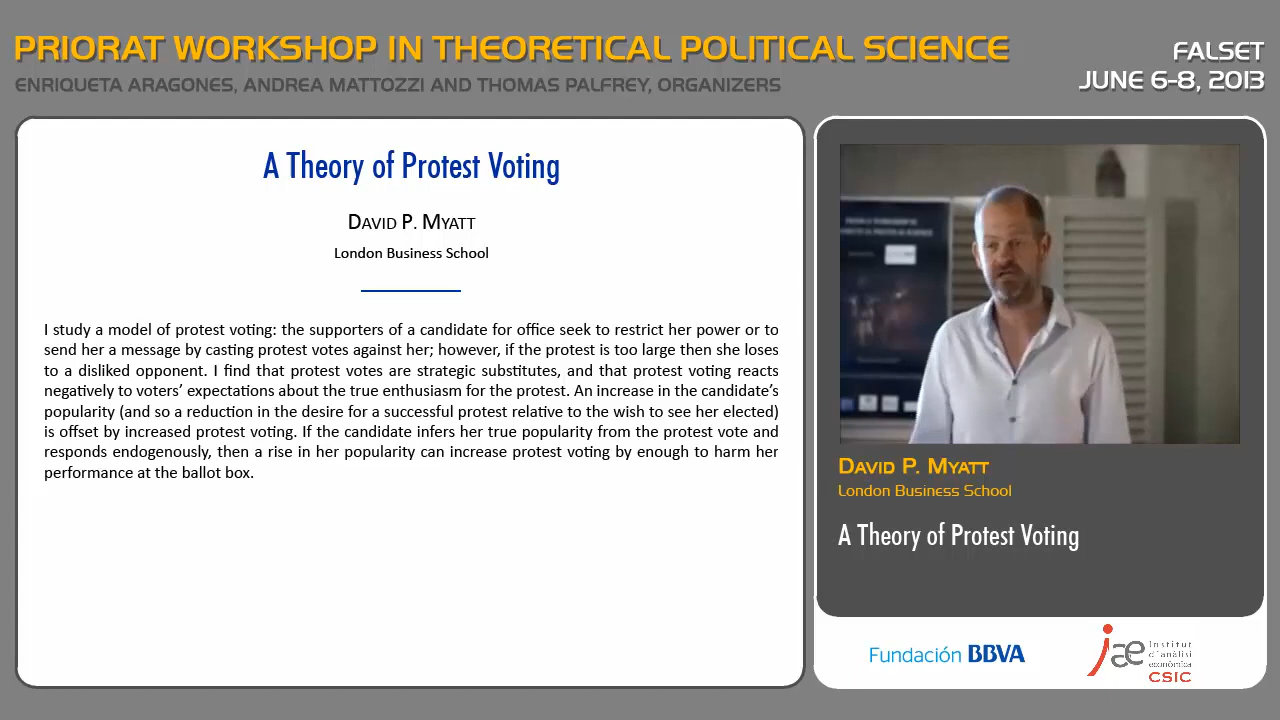 PRIORAT WORKSHOP IN THEORETICAL POLITICAL SCIENCE
ENRIQUETA ARAGONES, ANDREA MATTOZZI AND THOMAS PALFREY, ORGANIZERS
FALSET
JUNE 6-8, 2013
A Theory of Protest Voting
DAVID P. MYATT
London Business School
I study a model of protest voting: the supporters of a candidate for office seek to restrict her power or to
send her a message by casting protest votes against her; however, if the protest is too large then she loses
to a disliked opponent. I find that protest votes are strategic substitutes, and that protest voting reacts
negatively to voters' expectations about the true enthusiasm for the protest. An increase in the candidate's
popularity (and so a reduction in the desire for a successful protest relative to the wish to see her elected)
is offset by increased protest voting. If the candidate infers her true popularity from the protest vote and
responds endogenously, then a rise in her popularity can increase protest voting by enough to harm her
performance at the ballot box.
DAVID P. MYATT
London Business School
A Theory of Protest Voting
Fundación BBVA
iae
Institut
d'anàlisi
econòmica
CSIC